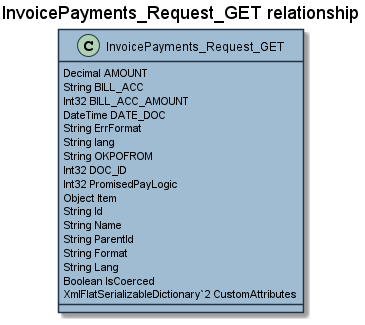 InvoicePayments_Request_GET relationship
C InvoicePayments_Request_GET
Decimal AMOUNT
String BILL_ACC
Int32 BILL_ACC_AMOUNT
DateTime DATE_DOC
String ErrFormat
String lang
String OKPOFROM
Int32 DOC_ID
Int32 PromisedPayLogic
Object Item
String Id
String Name
String ParentId
String Format
String Lang
Boolean IsCoerced
XmlFlatSerializableDictionary`2 CustomAttributes